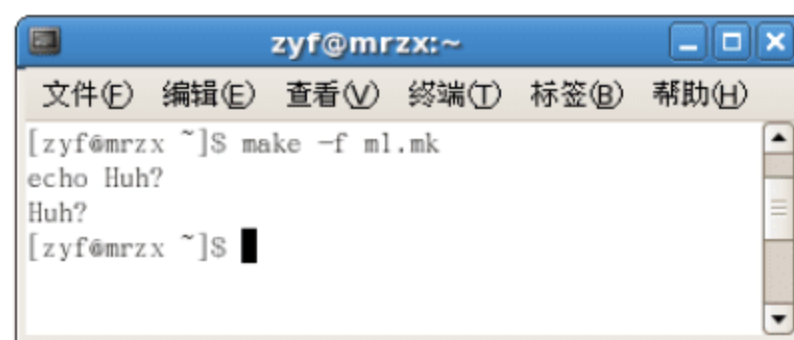 zyf@mrzx:~
文件(F) 编辑(E) 查看(V) 终端(T) 标签(B) 帮助(H)
[zyf@mrzx ~]$ make -f ml.mk
echo Huh?
Huh?
[zyf@mrzx ~]$